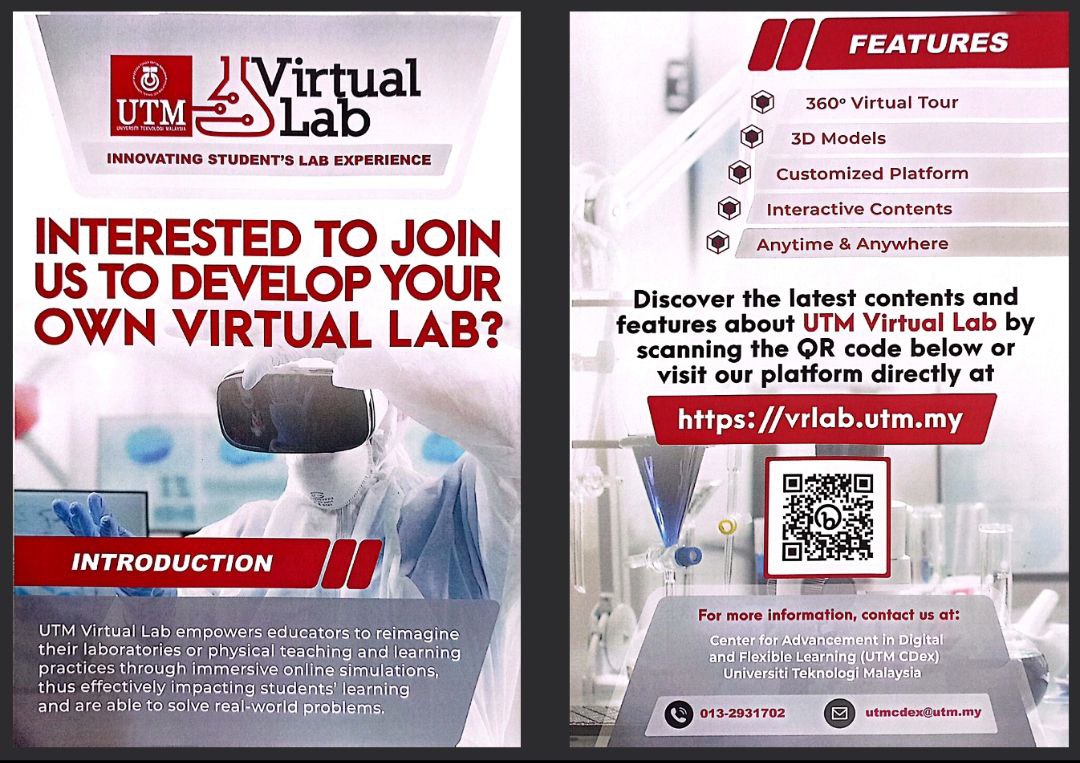 UTM
UNIVERSITI TEKNOLOGI MALAYSIA
Virtual
Lab
INNOVATING STUDENT'S LAB EXPERIENCE
INTERESTED TO JOIN
US TO DEVELOP YOUR
OWN VIRTUAL LAB?
INTRODUCTION
UTM Virtual Lab empowers educators to reimagine
their laboratories or physical teaching and learning
practices through immersive online simulations,
thus effectively impacting students' learning
and are able to solve real-world problems.
FEATURES
360° Virtual Tour
3D Models
Customized Platform
Interactive Contents
Anytime & Anywhere
Discover the latest contents and
features about UTM Virtual Lab by
scanning the QR code below or
visit our platform directly at
https://vrlab.utm.my
For more information, contact us at:
Center for Advancement in Digital
and Flexible Learning (UTM CDex)
Universiti Teknologi Malaysia
013-2931702
utmcdex@utm.my